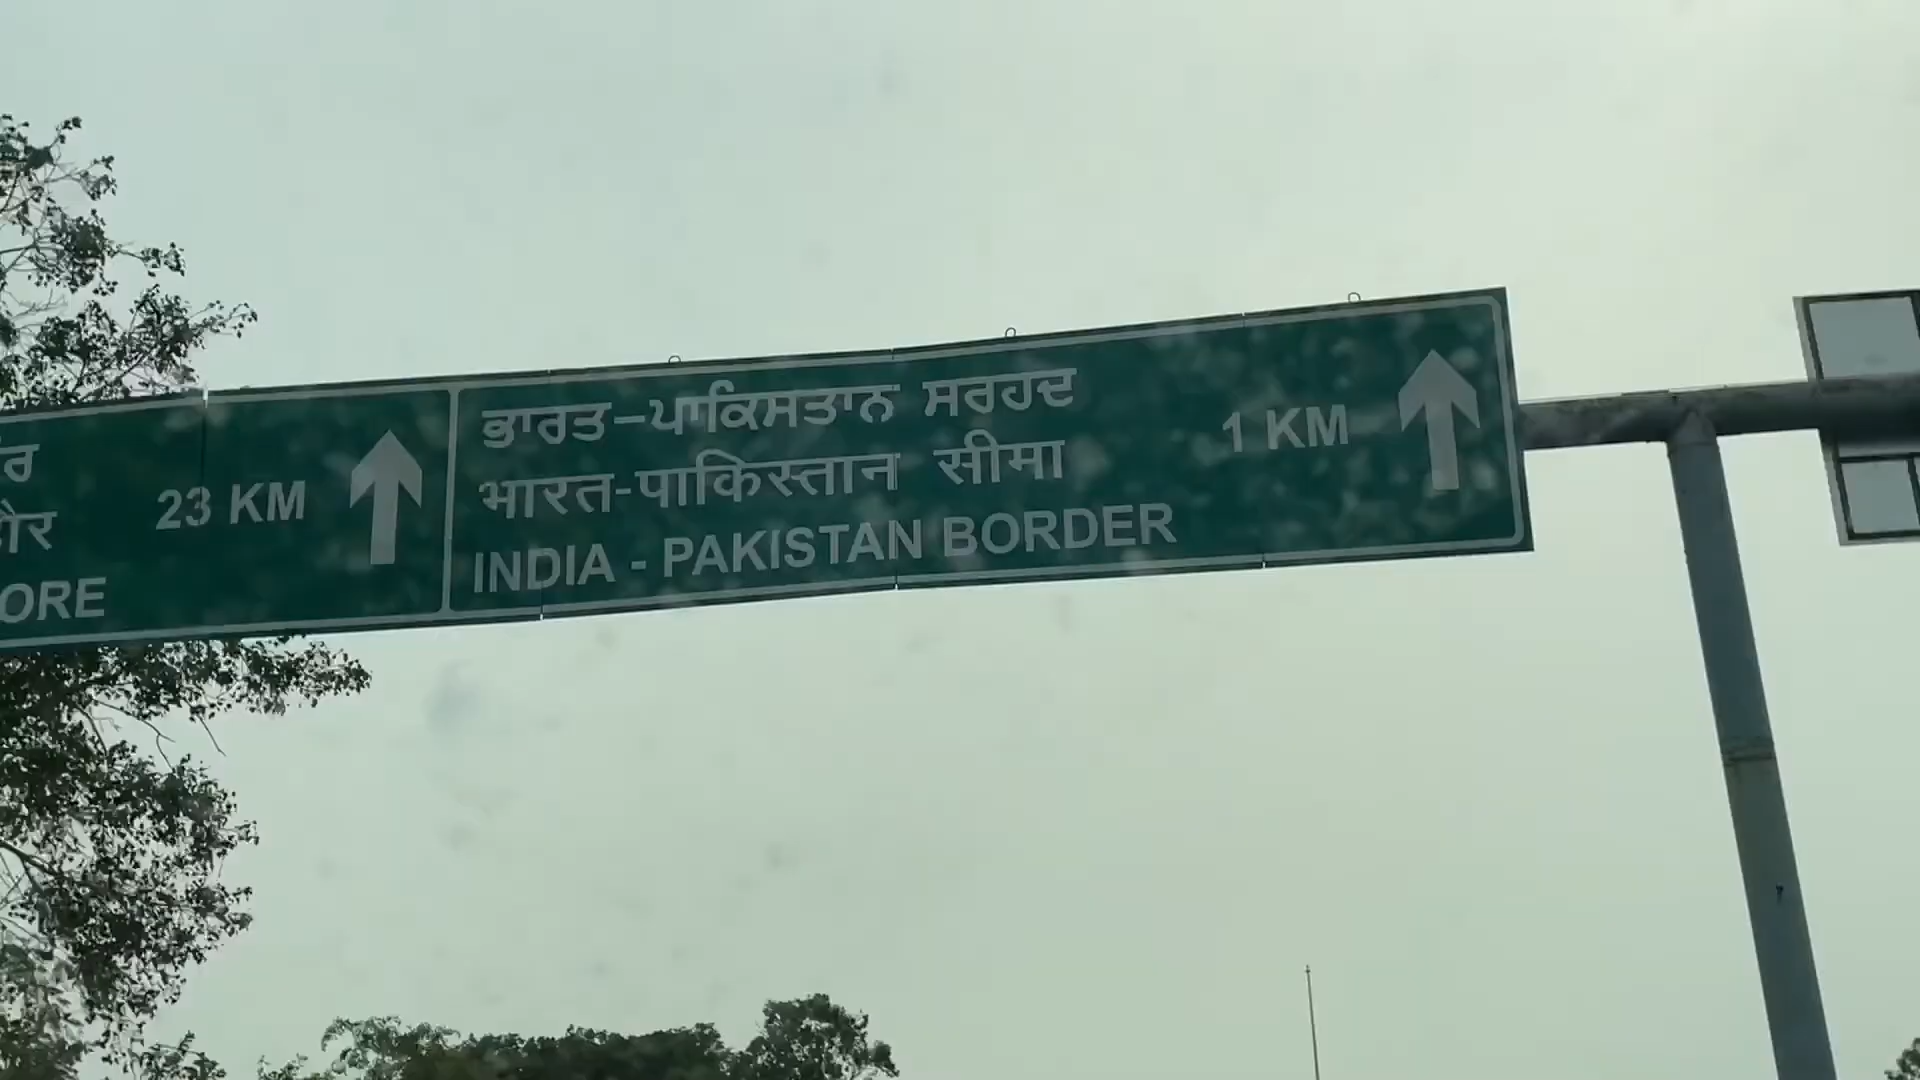 ਰ
ौर
ORE
23 KM
ਭਾਰਤ-ਪਾਕਿਸਤਾਨ ਸਰਹਦ
भारत-पाकिस्तान सीमा
INDIA - PAKISTAN BORDER
1 KM